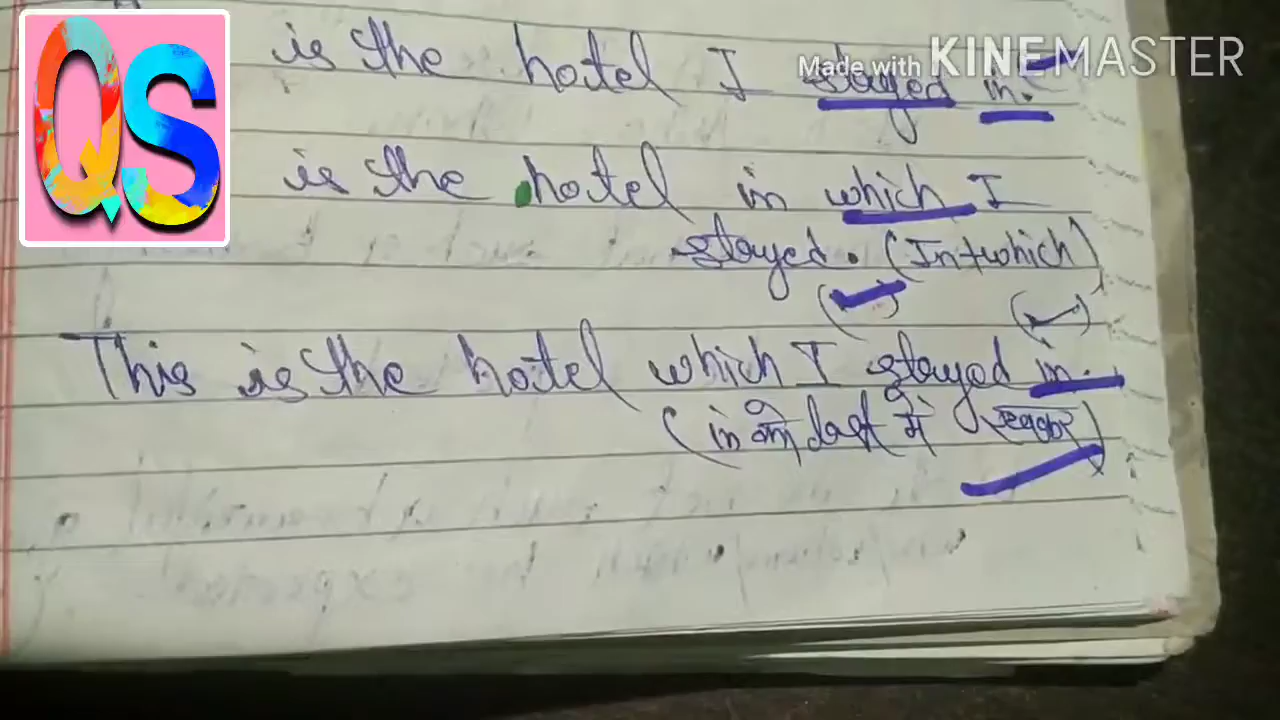 QS
Made with KINEMASTER
is the hotel I stayed in.
is the hotel in which I
stayed. (In+which)
This is the hotel which I stayed in.
(in को last में रखकर)